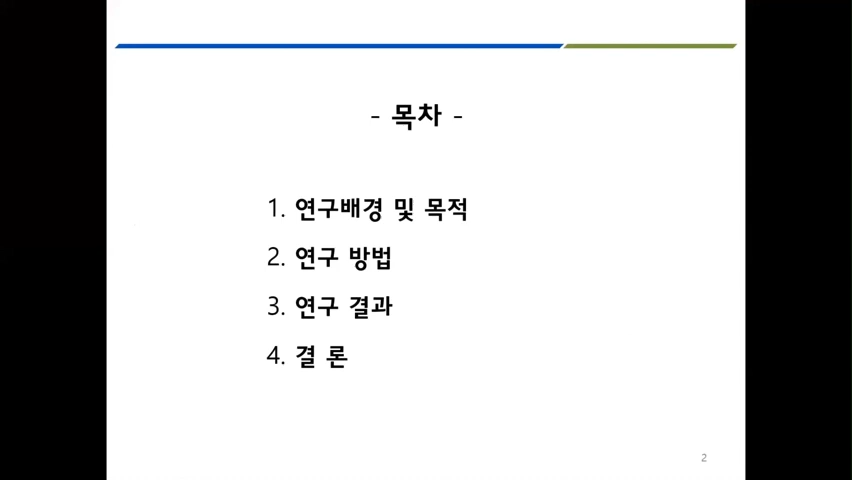 - 목차 -
1. 연구배경 및 목적
2. 연구 방법
3. 연구 결과
4. 결 론
2